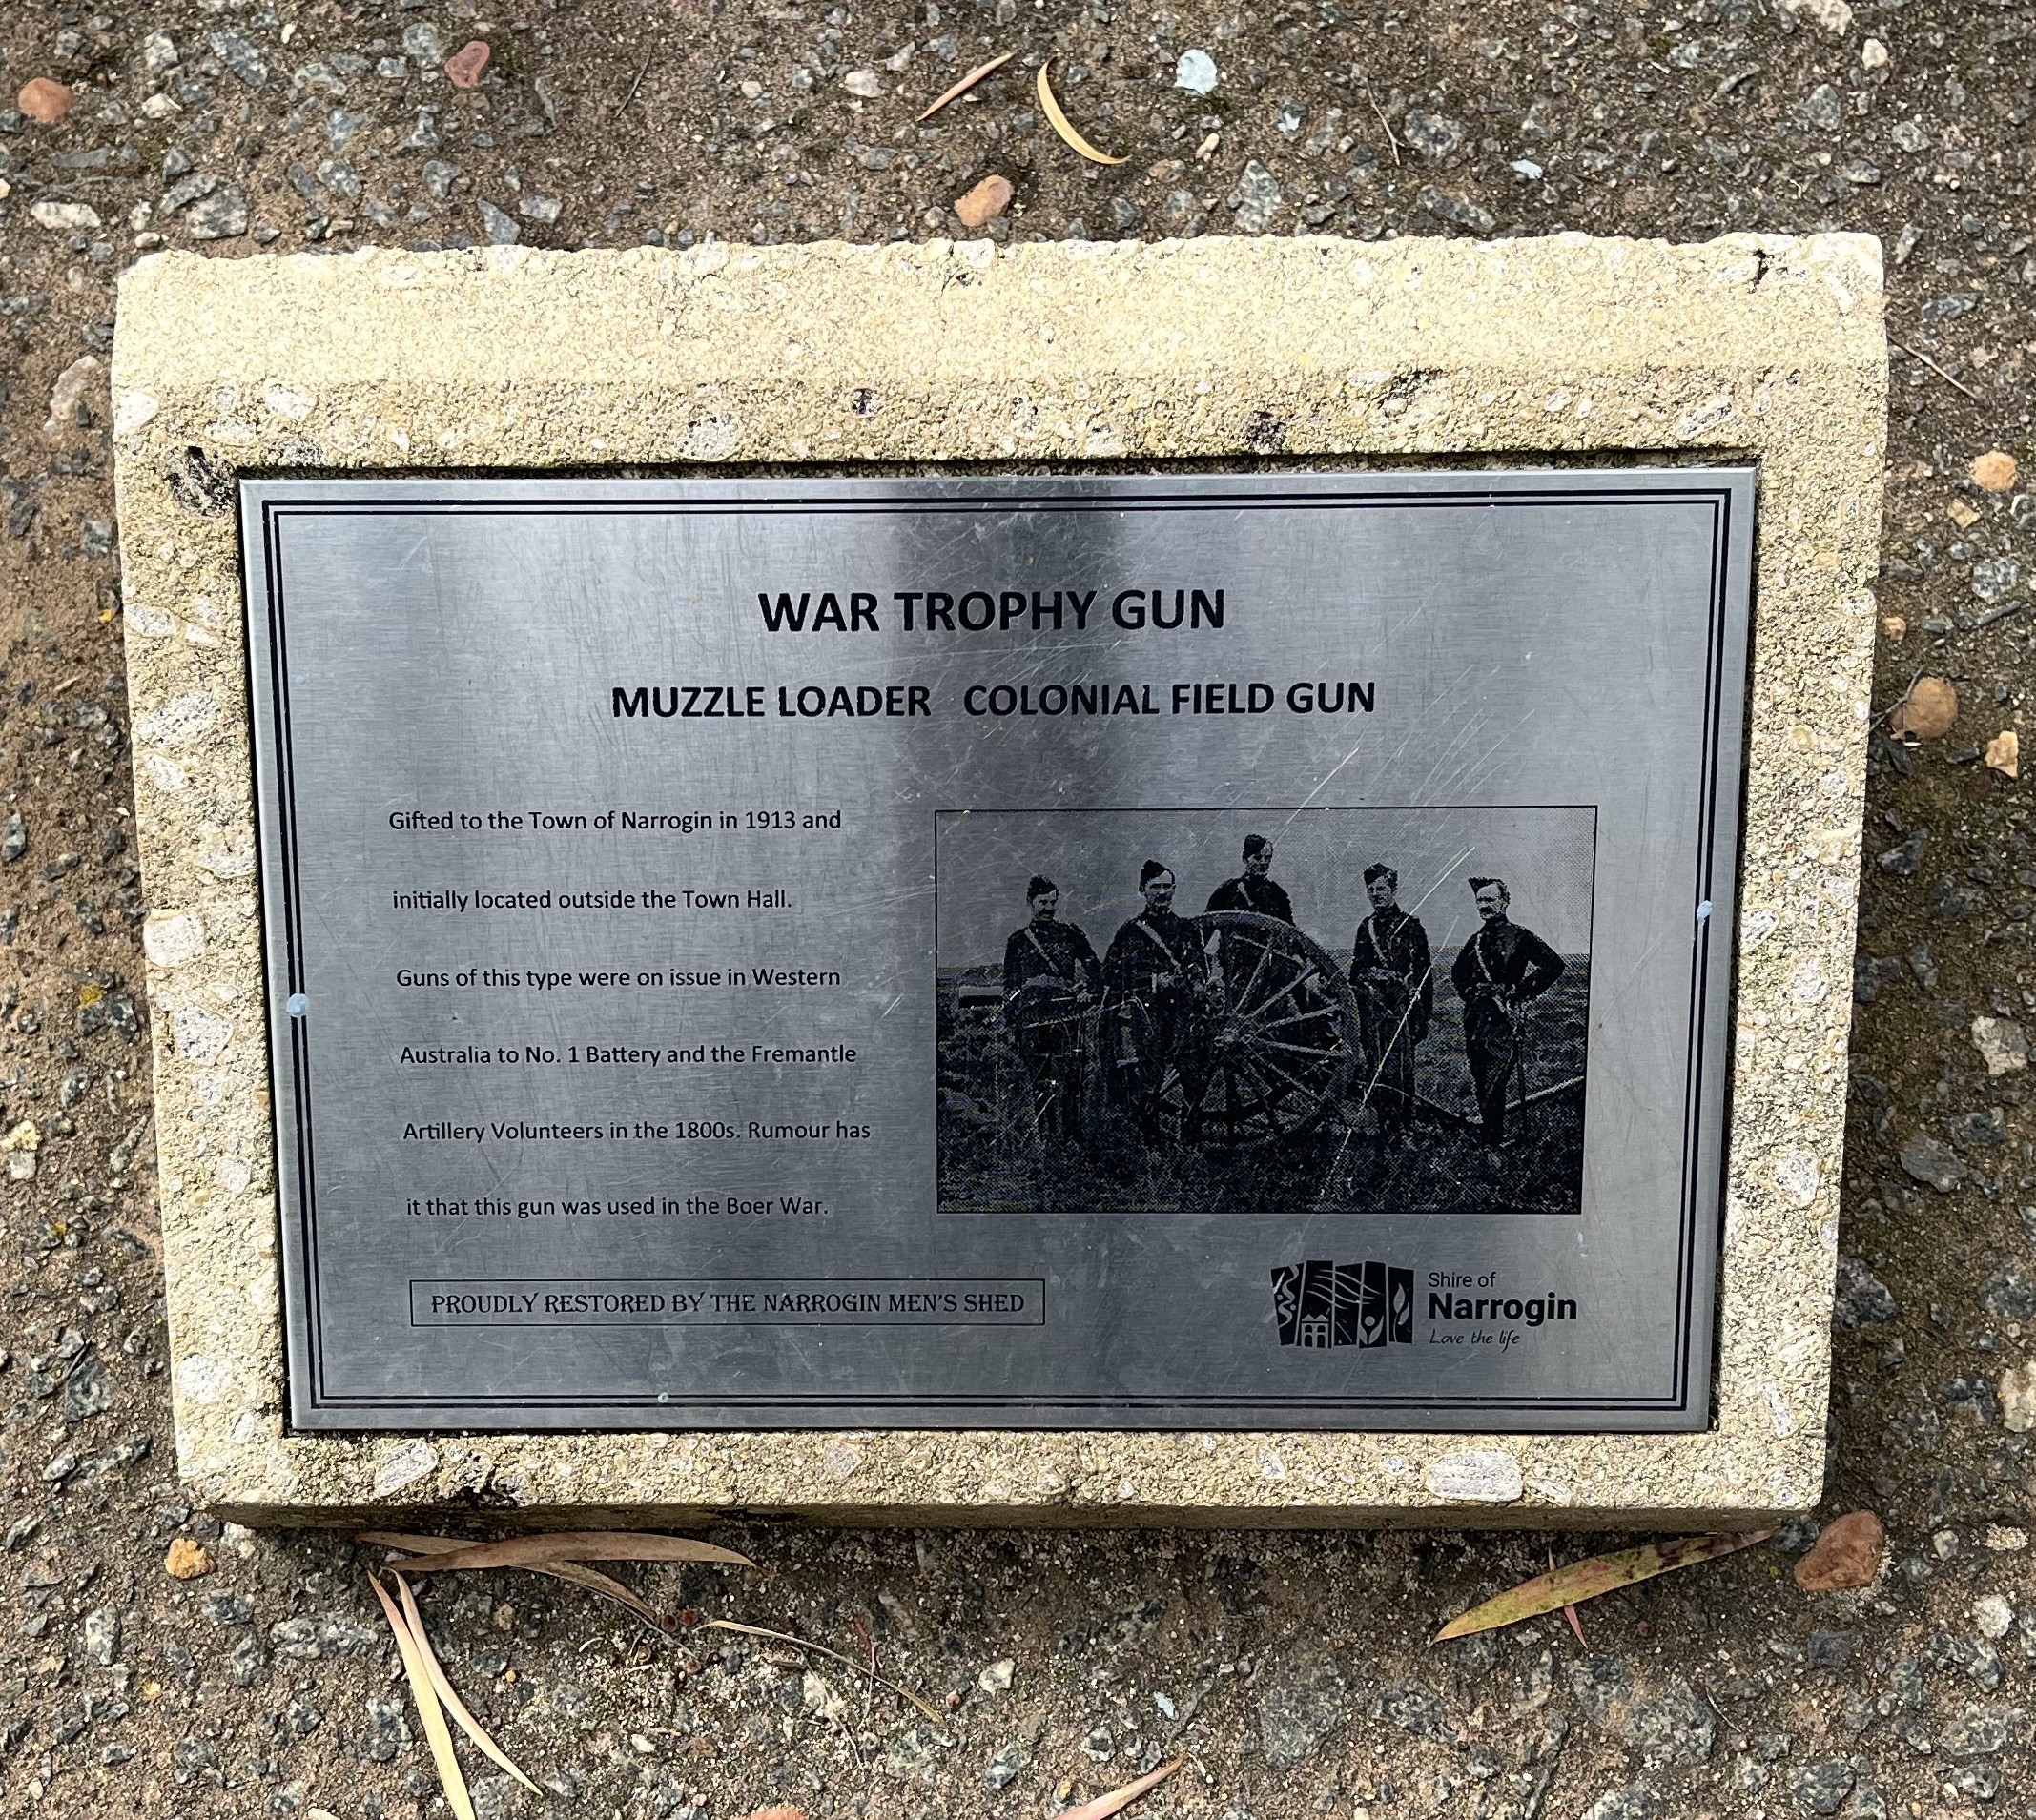 WAR TROPHY GUN
MUZZLE LOADER COLONIAL FIELD GUN
Gifted to the Town of Narrogin in 1913 and
initially located outside the Town Hall.
Guns of this type were on issue in Western
Australia to No. 1 Battery and the Fremantle
Artillery Volunteers in the 1800s. Rumour has
it that this gun was used in the Boer War.
PROUDLY RESTORED BY THE NARROGIN MEN'S SHED
Shire of
Narrogin
Love the life